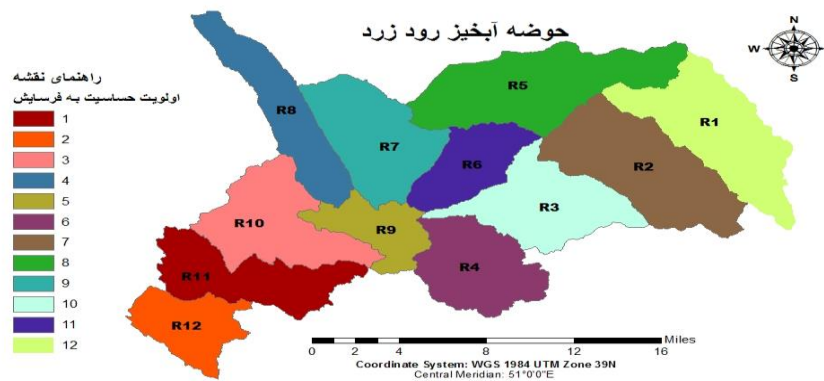 حوضه آبخیز رود زرد
N
W
E
S
راهنمای نقشه
اولویت حساسیت به فرسایش
1
2
3
4
5
6
7
8
9
10
11
12
R8
R5
R7
R6
R1
R2
R3
R10
R9
R4
R11
R12
Miles
0 2 4 8 12 16
Coordinate System: WGS 1984 UTM Zone 39N
Central Meridian: 51°0'0"E